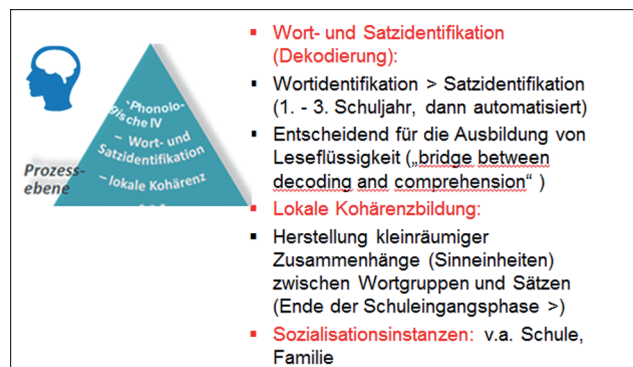 ‘Phonolo-
gische IV
– Wort- und
Satzidentifikation
– lokale Kohärenz
Prozess-
ebene
▪ Wort- und Satzidentifikation
(Dekodierung):
▪ Wortidentifikation > Satzidentifikation
(1. - 3. Schuljahr, dann automatisiert)
▪ Entscheidend für die Ausbildung von
Leseflüssigkeit („bridge between
decoding and comprehension“ )
▪ Lokale Kohärenzbildung:
▪ Herstellung kleinräumiger
Zusammenhänge (Sinneinheiten)
zwischen Wortgruppen und Sätzen
(Ende der Schuleingangsphase >)
▪ Sozialisationsinstanzen: v.a. Schule,
Familie